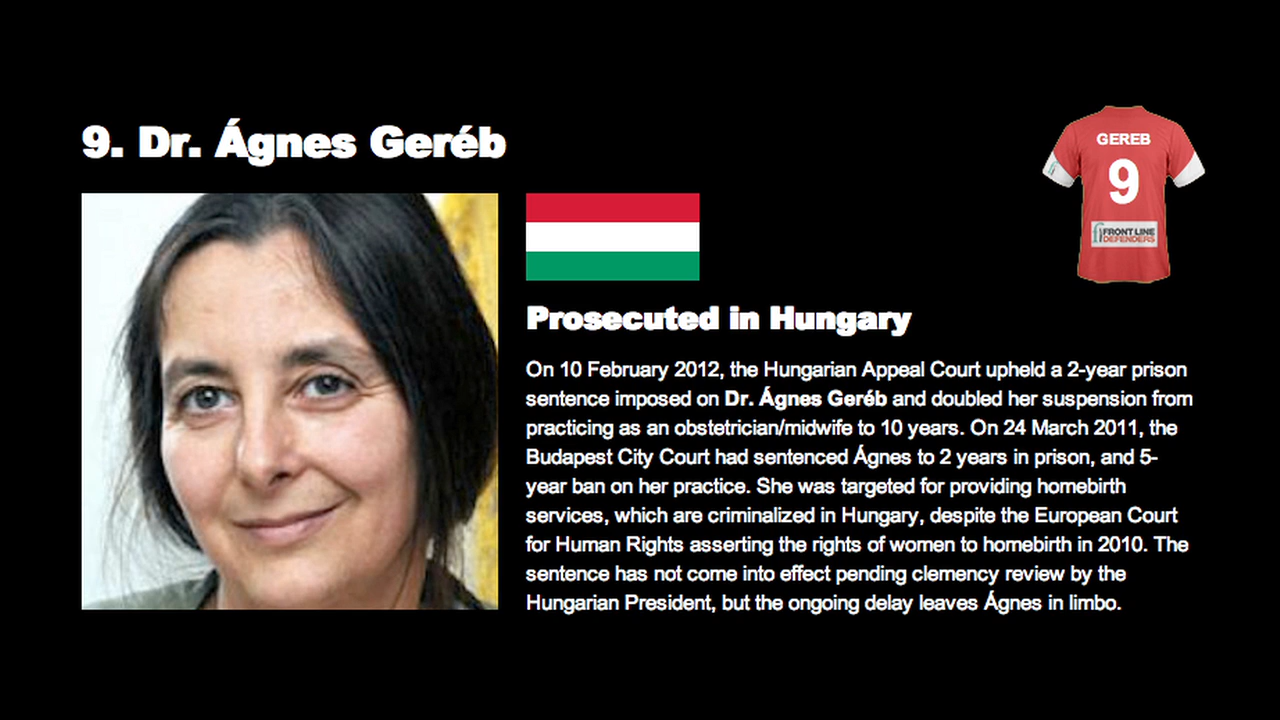 9. Dr. Ágnes Geréb
GEREB
9
FRONT LINE
DEFENDERS
Prosecuted in Hungary
On 10 February 2012, the Hungarian Appeal Court upheld a 2-year prison
sentence imposed on Dr. Ágnes Geréb and doubled her suspension from
practicing as an obstetrician/midwife to 10 years. On 24 March 2011, the
Budapest City Court had sentenced Ágnes to 2 years in prison, and 5-
year ban on her practice. She was targeted for providing homebirth
services, which are criminalized in Hungary, despite the European Court
for Human Rights asserting the rights of women to homebirth in 2010. The
sentence has not come into effect pending clemency review by the
Hungarian President, but the ongoing delay leaves Ágnes in limbo.